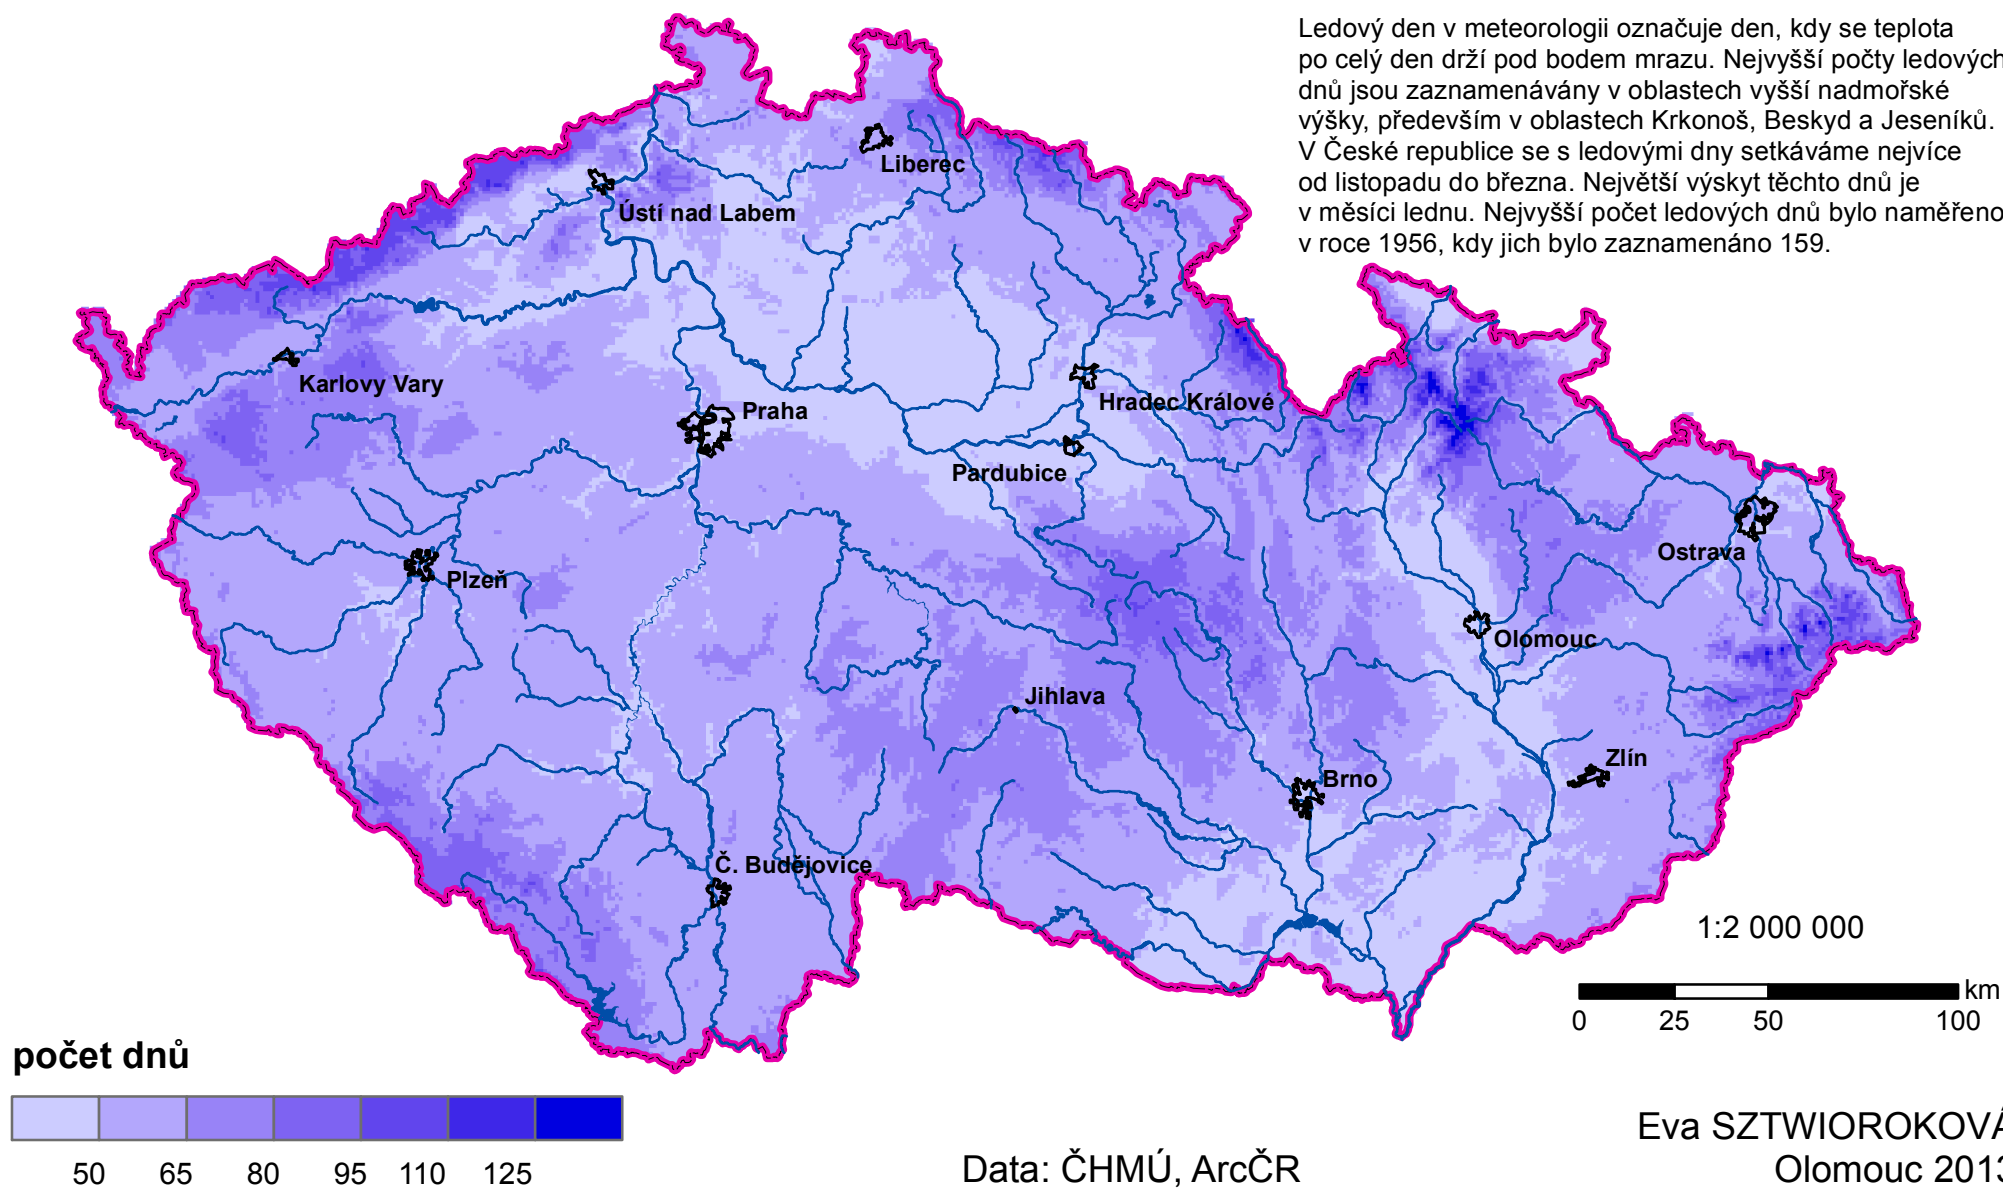 Ledový den v meteorologii označuje den, kdy se teplota
po celý den drží pod bodem mrazu. Nejvyšší počty ledových
dnů jsou zaznamenávány v oblastech vyšší nadmořské
výšky, především v oblastech Krkonoš, Beskyd a Jeseníků.
V České republice se s ledovými dny setkáváme nejvíce
od listopadu do března. Největší výskyt těchto dnů je
v měsíci lednu. Nejvyšší počet ledových dnů bylo naměřeno
v roce 1956, kdy jich bylo zaznamenáno 159.
Liberec
Ústí nad Labem
Karlovy Vary
Praha
Hradec Králové
Pardubice
Ostrava
Plzeň
Olomouc
Jihlava
Zlín
Brno
Č. Budějovice
1:2 000 000
km
0 25 50 100
počet dnů
50 65 80 95 110 125
Data: ČHMÚ, ArcČR
Eva SZTWIOROKOVÁ
Olomouc 2013